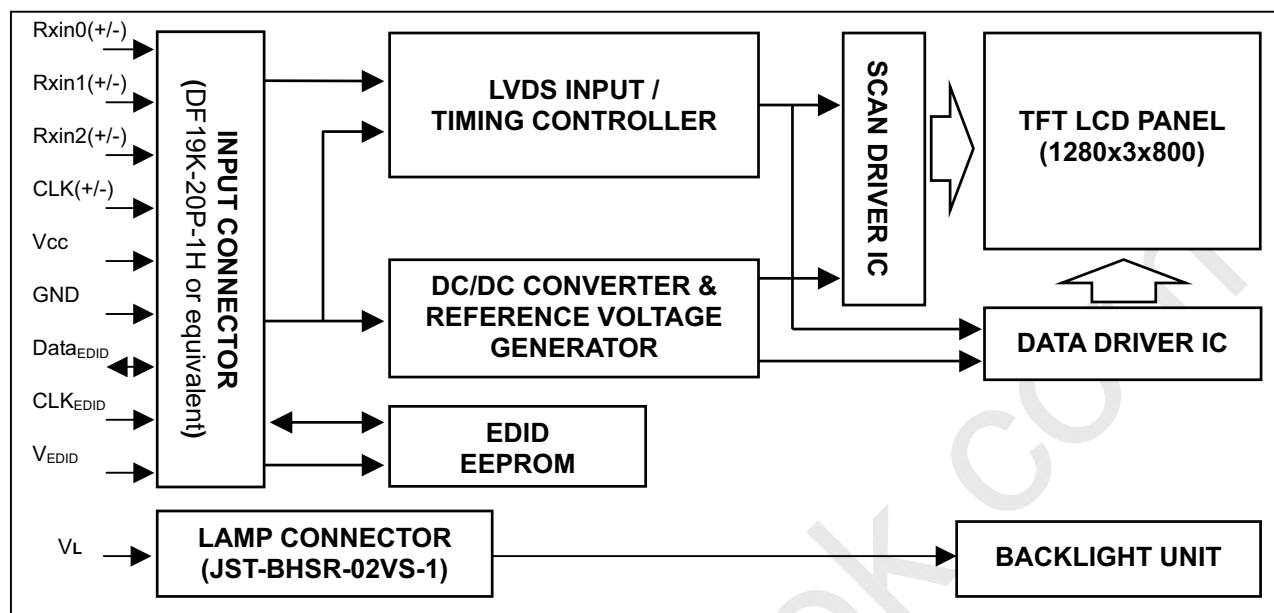 Rxin0(+/-)
Rxin1(+/-)
Rxin2(+/-)
CLK(+/-)
Vcc
GND
DataEDID
CLKEDID
VEDID
VL
INPUT CONNECTOR
(DF19K-20P-1H or equivalent)
LVDS INPUT /
TIMING CONTROLLER
DC/DC CONVERTER &
REFERENCE VOLTAGE
GENERATOR
EDID
EEPROM
LAMP CONNECTOR
(JST-BHSR-02VS-1)
SCAN DRIVER IC
TFT LCD PANEL
(1280x3x800)
DATA DRIVER IC
BACKLIGHT UNIT